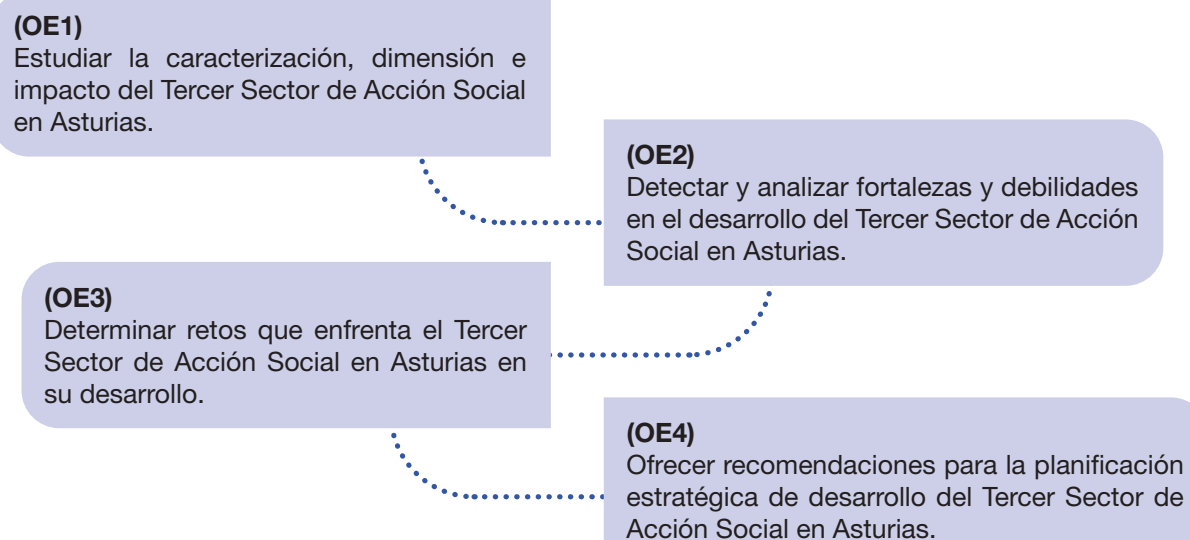 (OE1)
Estudiar la caracterización, dimensión e
impacto del Tercer Sector de Acción Social
en Asturias.
(OE2)
Detectar y analizar fortalezas y debilidades
en el desarrollo del Tercer Sector de Acción
Social en Asturias.
(OE3)
Determinar retos que enfrenta el Tercer
Sector de Acción Social en Asturias en
su desarrollo.
(OE4)
Ofrecer recomendaciones para la planificación
estratégica de desarrollo del Tercer Sector de
Acción Social en Asturias.